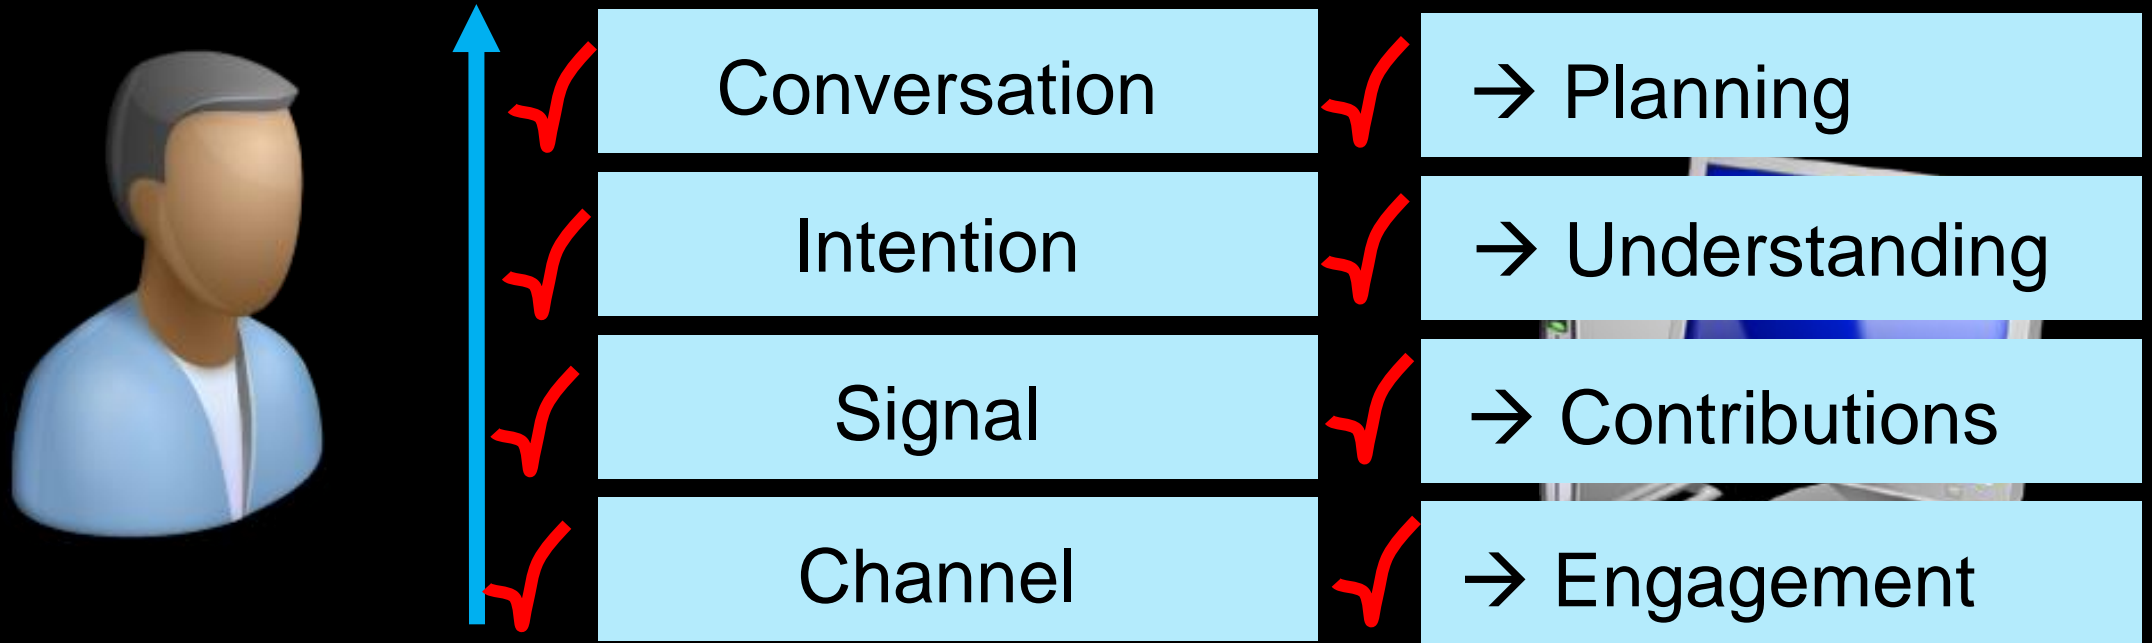 Conversation → Planning
Intention → Understanding
Signal → Contributions
Channel → Engagement